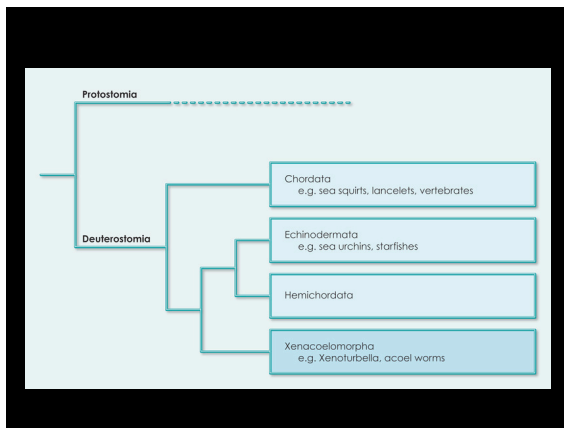 Protostomia
Chordata
e.g. sea squirts, lancelets, vertebrates
Deuterostomia
Echinodermata
e.g. sea urchins, starfishes
Hemichordata
Xenacoelomorpha
e.g. Xenoturbella, acoel worms